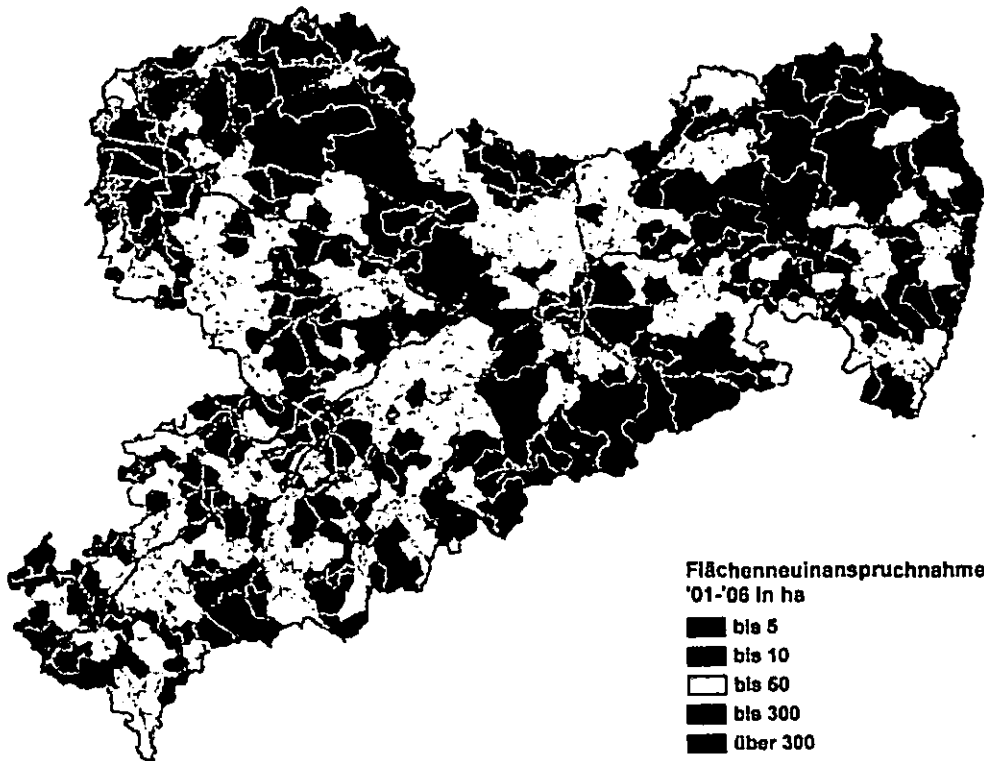 Flächenneuinanspruchnahme
'01-'06 in ha
bis 5
bis 10
bis 60
bis 300
über 300